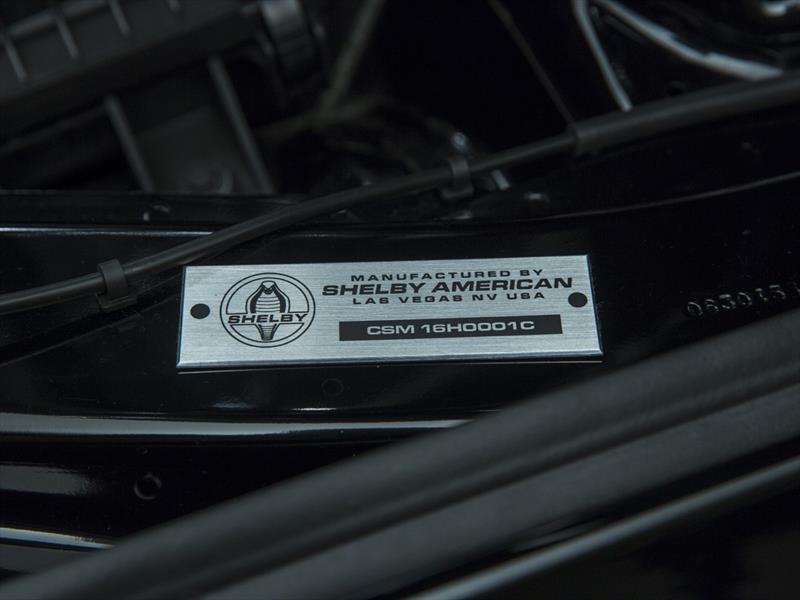 MANUFACTURED BY
SHELBY AMERICAN
LAS VEGAS NV USA
SHELBY
CSM 16H0001C